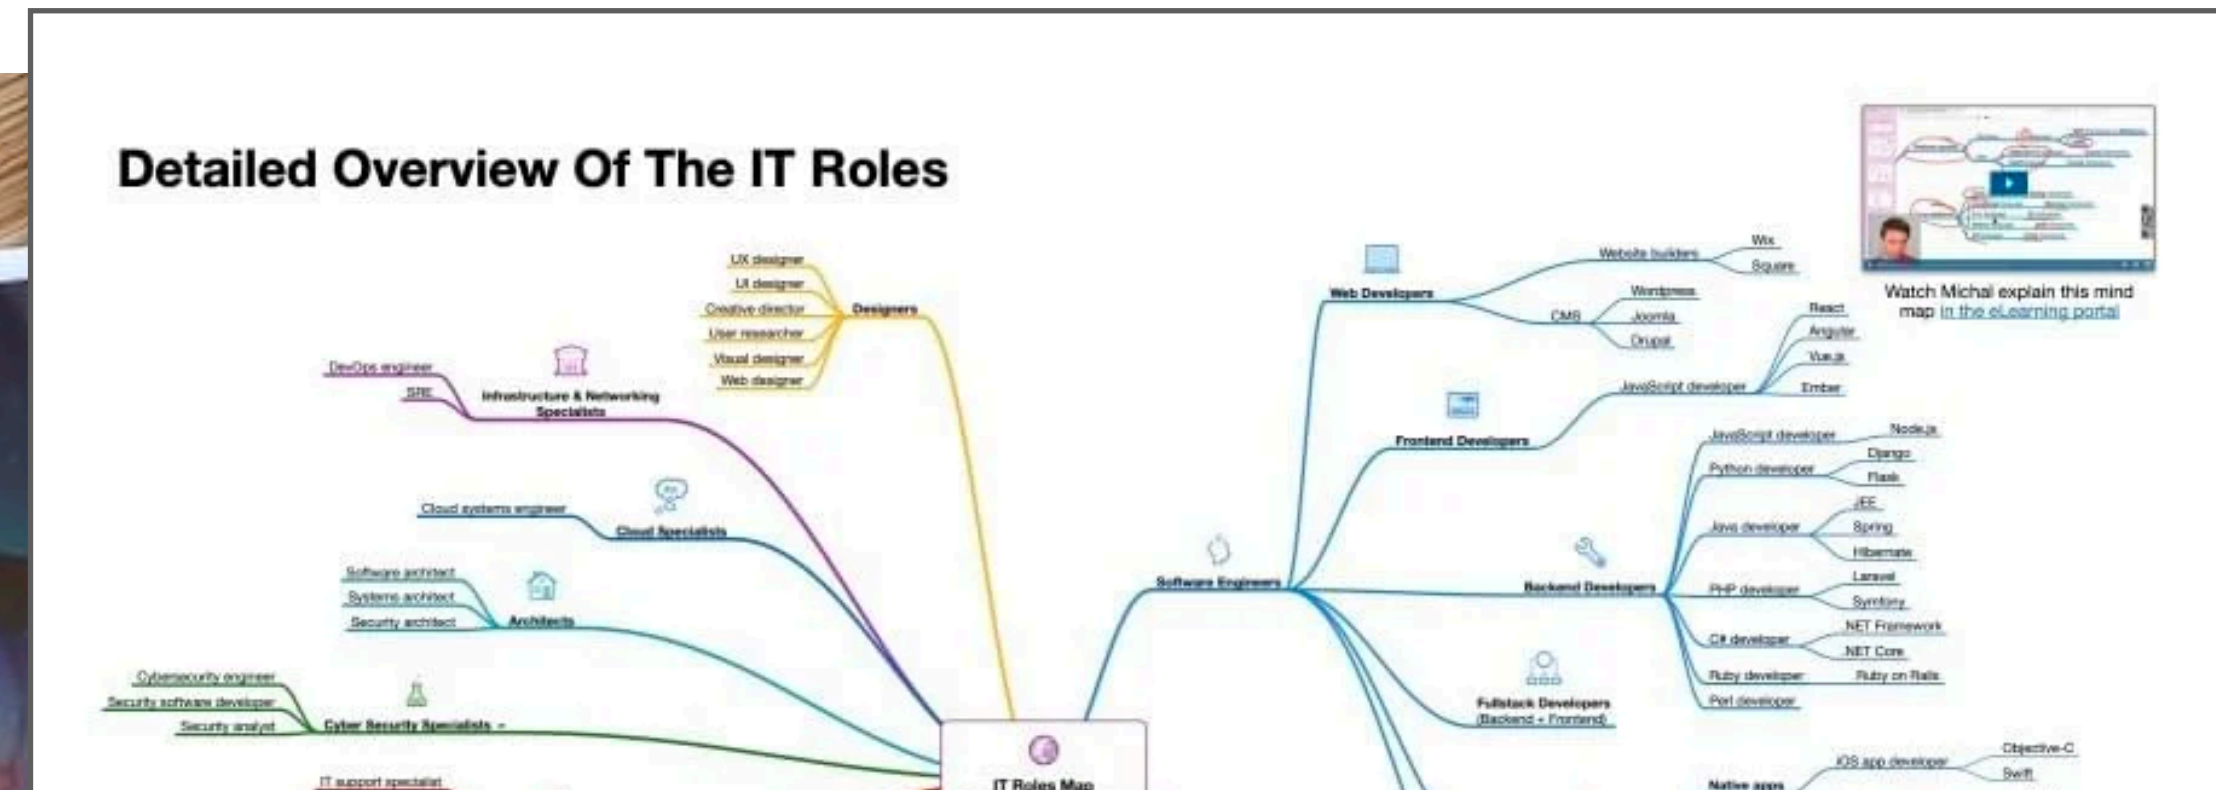 Detailed Overview Of The IT Roles
Watch Michal explain this mind
map in the eLearning portal
UX designer
UI designer
Creative director
User researcher
Visual designer
Web designer
Designers
DevOps engineer
SRE
Infrastructure & Networking
Specialists
Cloud systems engineer
Cloud Specialists
Software architect
Systems architect
Security architect
Architects
Cybersecurity engineer
Security software developer
Security analyst
Cyber Security Specialists
IT support specialist
IT Roles Map
Software Engineers
Web Developers
Website builders
Wix
Square
CMS
Wordpress
Joomla
Drupal
Frontend Developers
JavaScript developer
React
Angular
Vue.js
Ember
Backend Developers
JavaScript developer
Node.js
Python developer
Django
Flask
Java developer
JEE
Spring
Hibernate
PHP developer
Laravel
Symfony
C# developer
.NET Framework
.NET Core
Ruby developer
Ruby on Rails
Perl developer
Fullstack Developers
(Backend + Frontend)
Native apps
iOS app developer
Objective-C
Swift